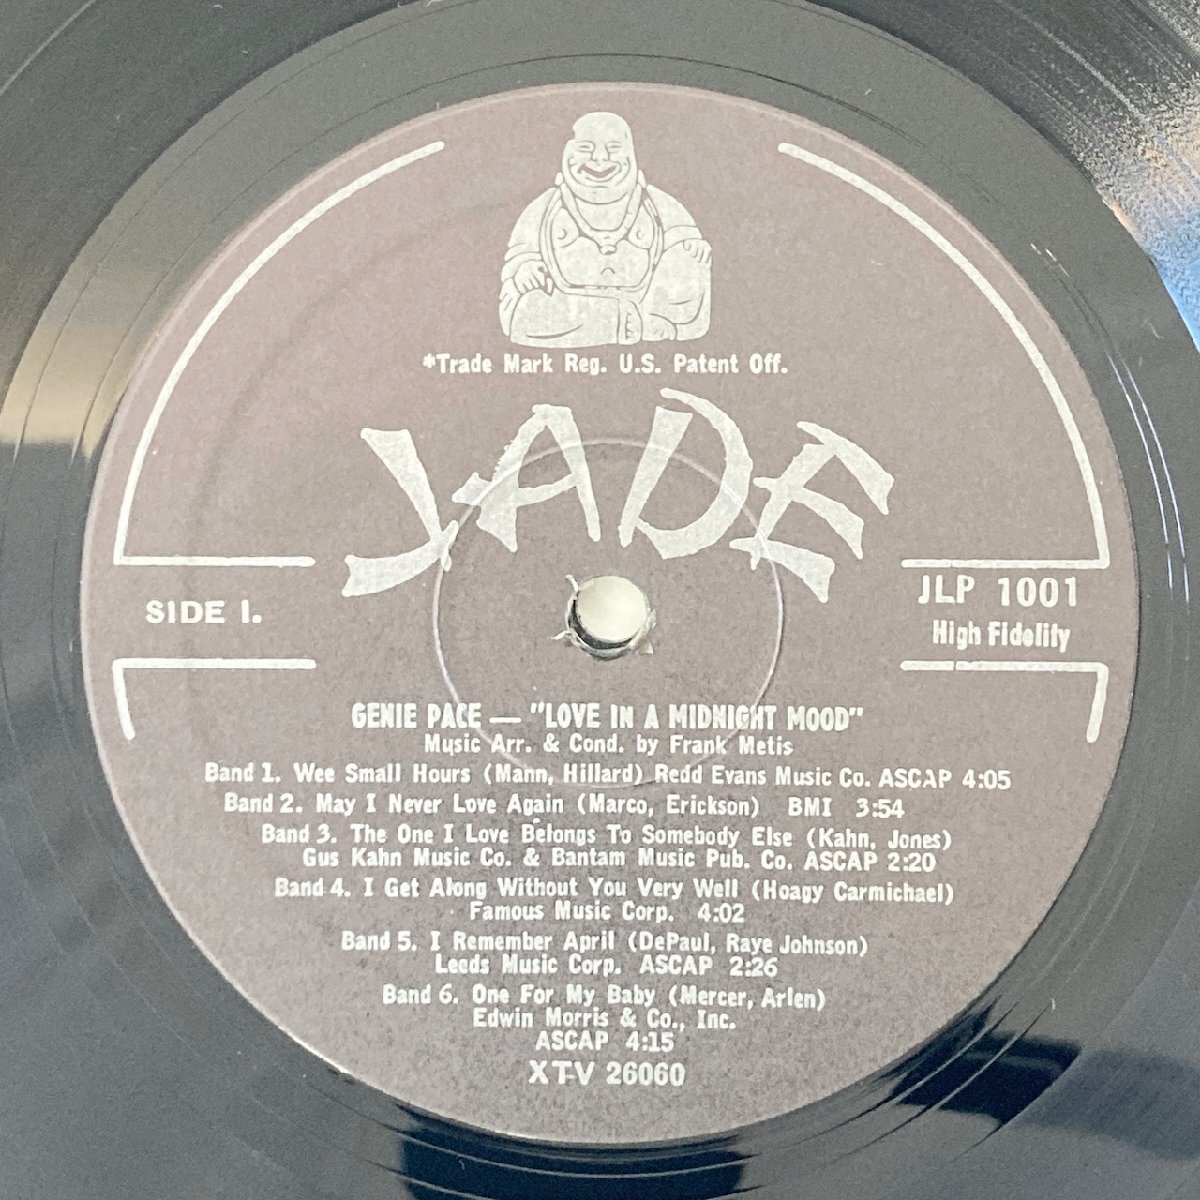 *Trade Mark Reg. U.S. Patent Off.
JADE
SIDE 1.
JLP 1001
High Fidelity
GENIE PACE — "LOVE IN A MIDNIGHT MOOD"
Music Arr. & Cond. by Frank Metis
Band 1. Wee Small Hours (Mann, Hillard) Redd Evans Music Co. ASCAP 4:05
Band 2. May I Never Love Again (Marco, Erickson) BMI 3:54
Band 3. The One I Love Belongs To Somebody Else (Kahn, Jones)
Gus Kahn Music Co. & Bantam Music Pub. Co. ASCAP 2:20
Band 4. I Get Along Without You Very Well (Hoagy Carmichael)
Famous Music Corp. 4:02
Band 5. I Remember April (DePaul, Raye Johnson)
Leeds Music Corp. ASCAP 2:26
Band 6. One For My Baby (Mercer, Arlen)
Edwin Morris & Co., Inc.
ASCAP 4:15
XTV 26060